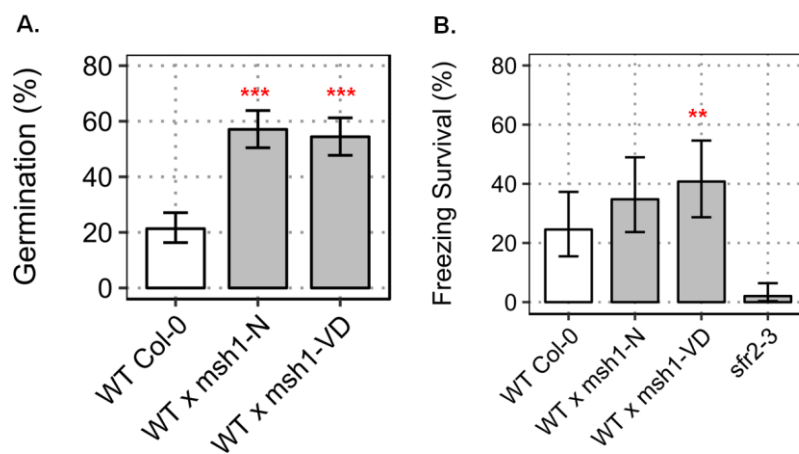 A.
Germination (%)
80
60
40
20
0
***
***
WT Col-0
WT x msh1-N
WT x msh1-VD
B.
Freezing Survival (%)
80
60
40
20
0
**
WT Col-0
WT x msh1-N
WT x msh1-VD
sfr2-3